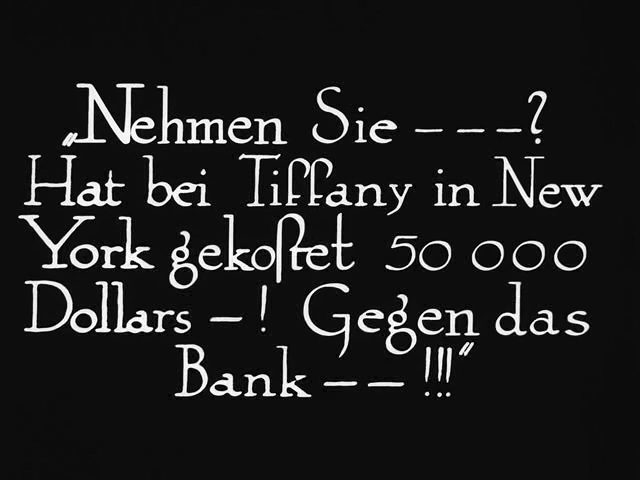 „Nehmen Sie – – –?
Hat bei Tiffany in New
York gekoſtet 50 000
Dollars – ! Gegen das
Bank – – !!!“